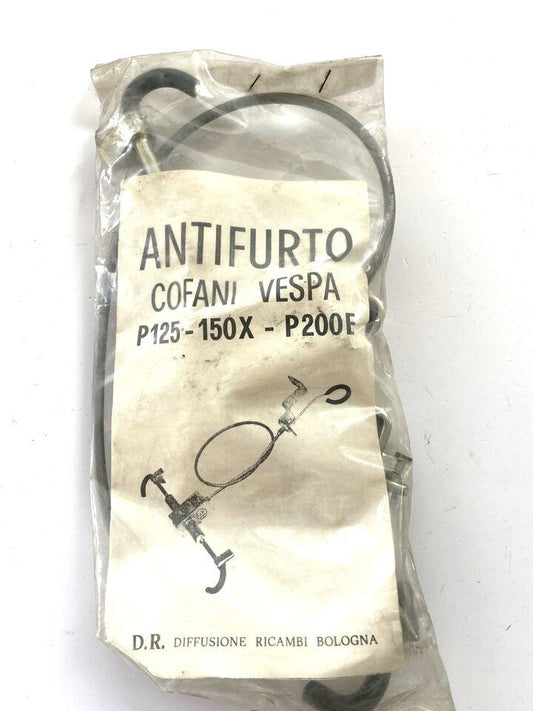 ANTIFURTO
COFANI VESPA
P125-150X - P200E
D.R. DIFFUSIONE RICAMBI BOLOGNA